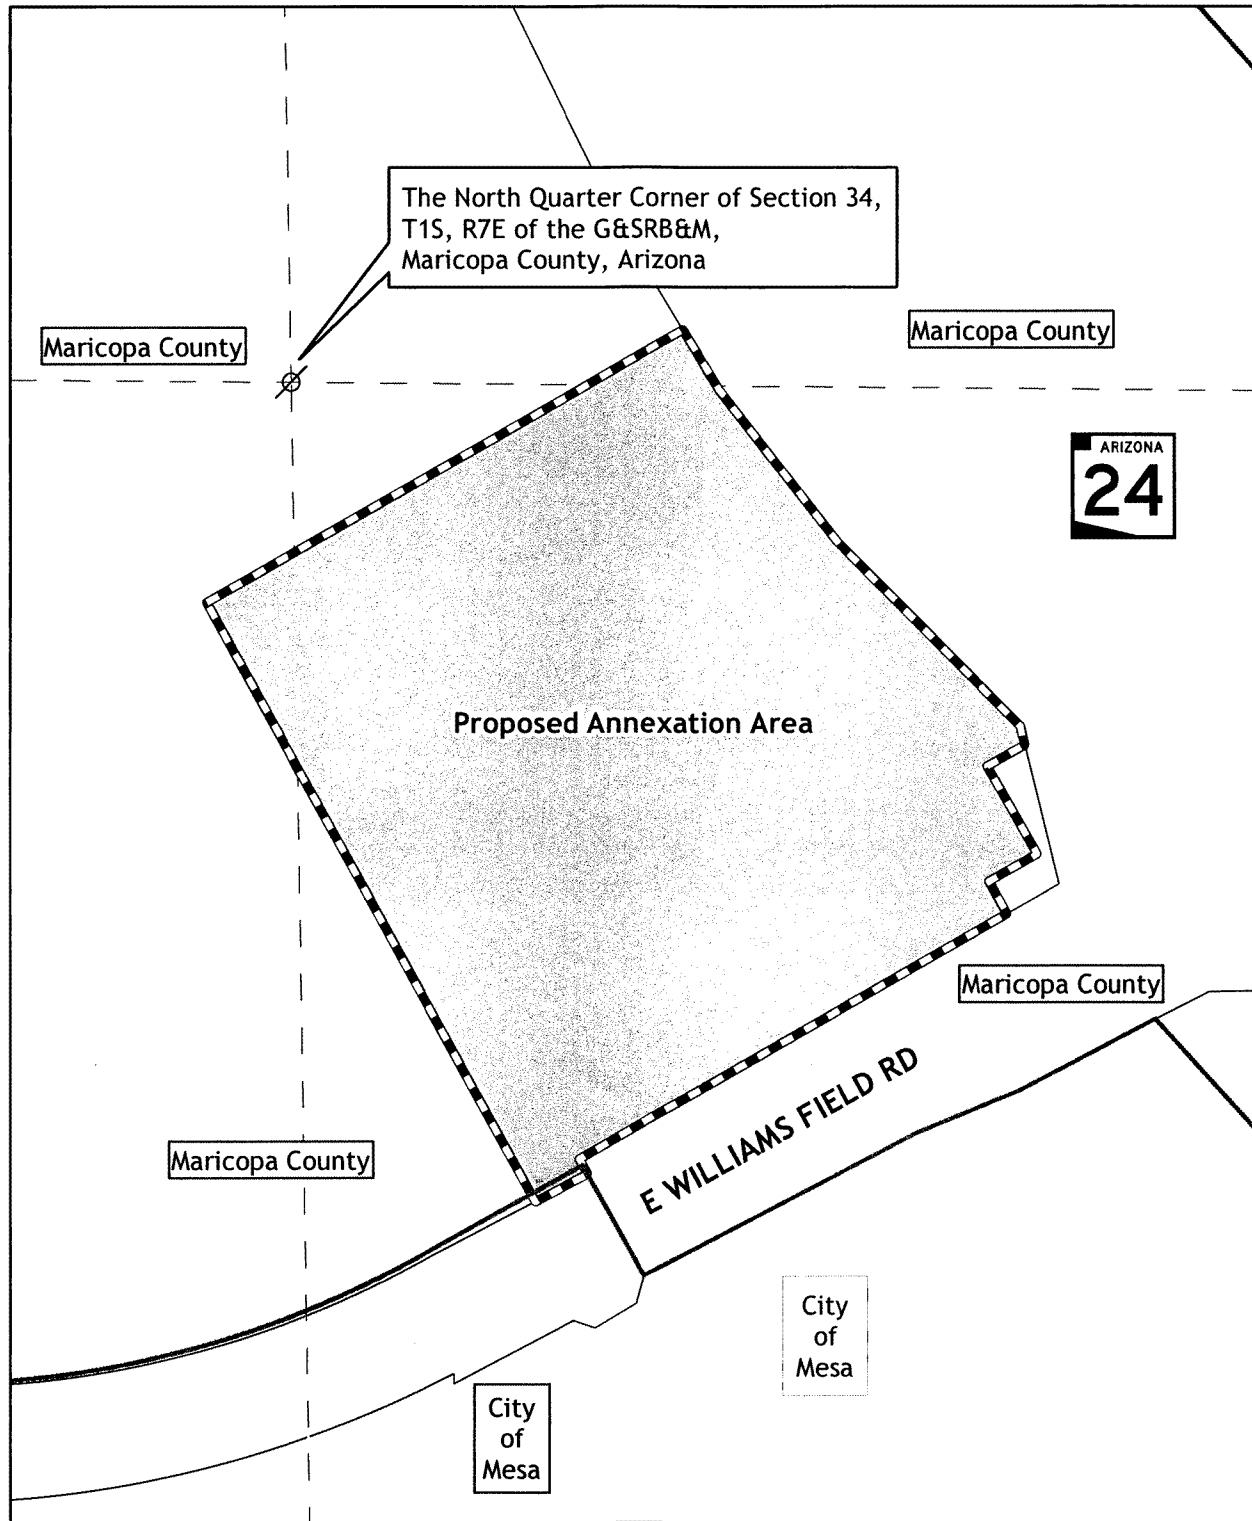 The North Quarter Corner of Section 34,
T1S, R7E of the G&SRB&M,
Maricopa County, Arizona
Maricopa County
Maricopa County
ARIZONA
24
Proposed Annexation Area
Maricopa County
E WILLIAMS FIELD RD
Maricopa County
City
of
Mesa
City
of
Mesa